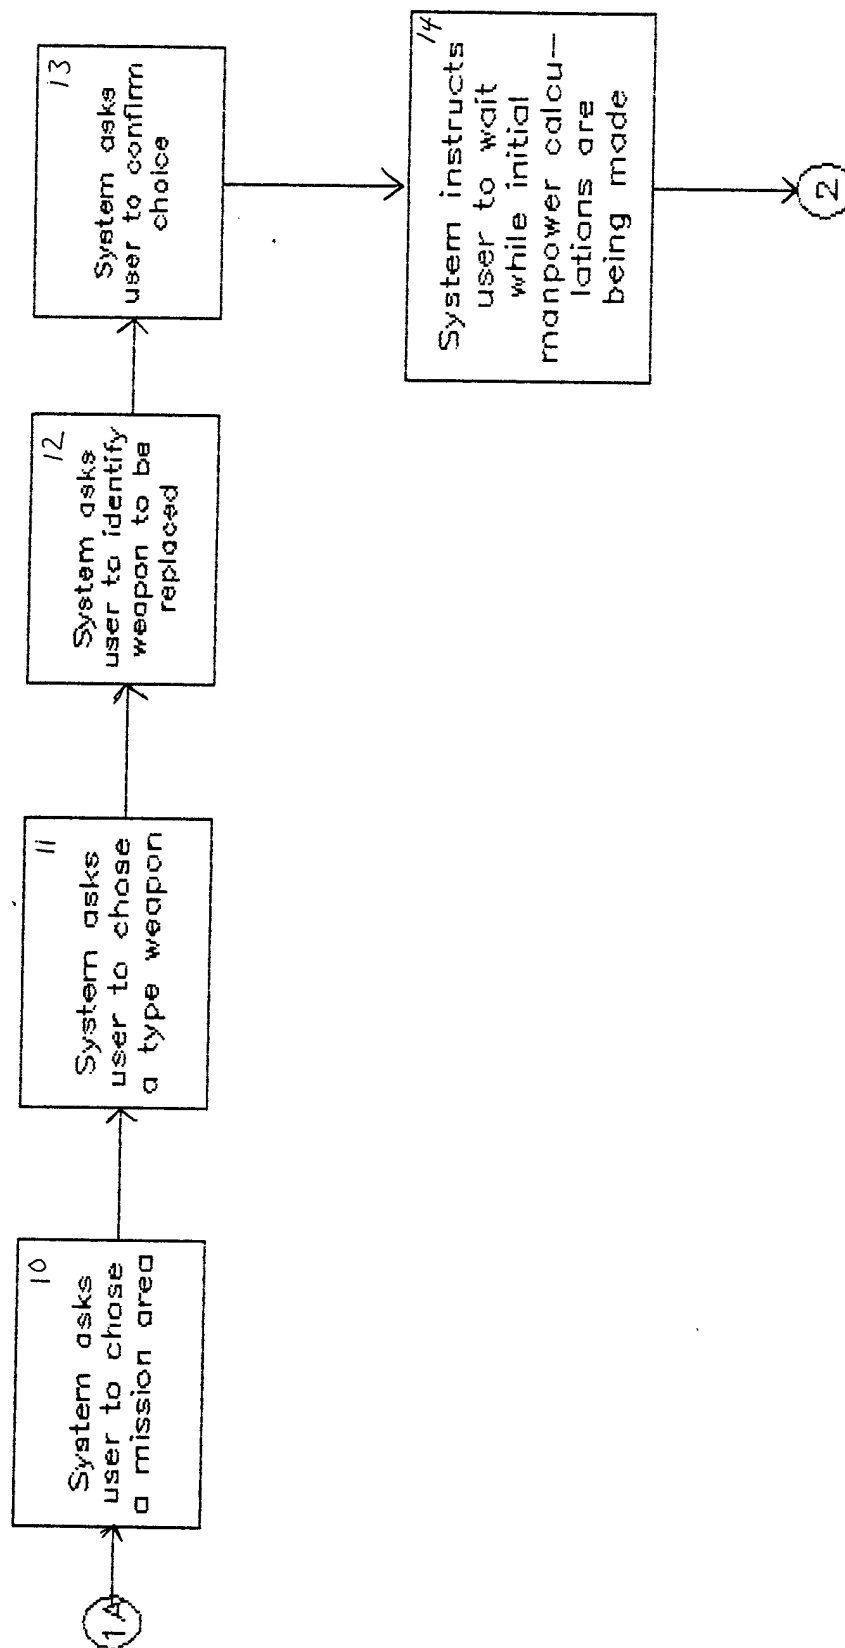 1A
10
System asks
user to chose
a mission area
11
System asks
user to chose
a type weapon
12
System asks
user to identify
weapon to be
replaced
13
System asks
user to confirm
choice
14
System instructs
user to wait
while initial
manpower calcu—
lations are
being made
2